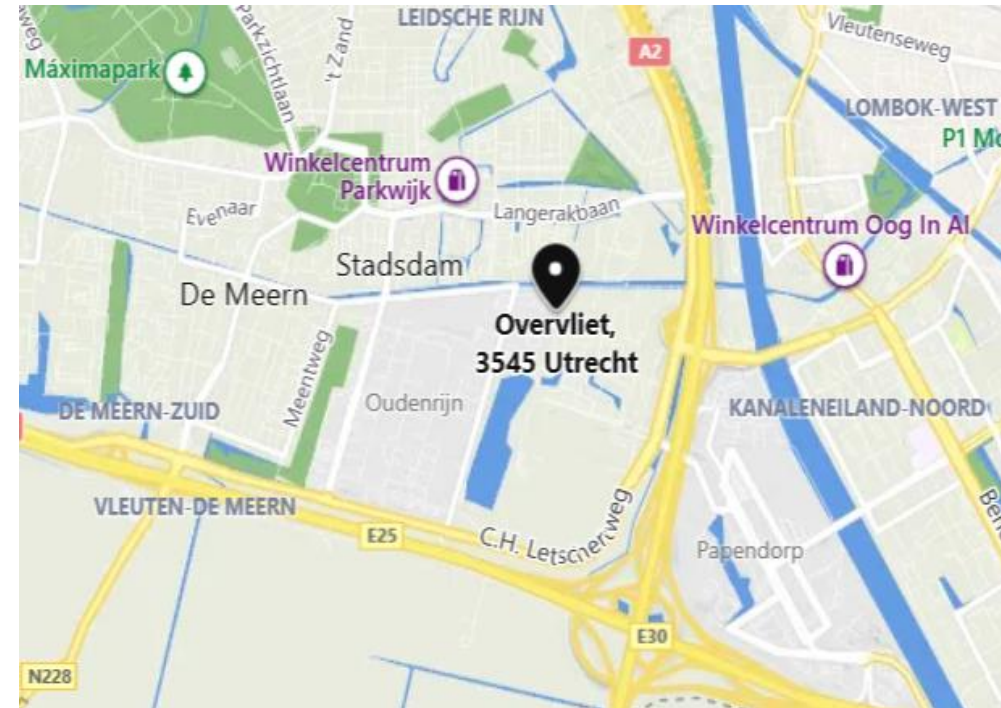 LEIDSCHE RIJN
A2
Vleutenseweg
Parkzichtlaan
't Zand
Máximapark
LOMBOK-WEST
P1 Mo
Winkelcentrum
Parkwijk
Evenaar
Langerakbaan
Winkelcentrum Oog In Al
Stadsdam
De Meern
Overvliet,
3545 Utrecht
Meentweg
Oudenrijn
DE MEERN-ZUID
KANALENEILAND-NOORD
VLEUTEN-DE MEERN
E25
C.H. Letschertweg
Papendorp
E30
N228